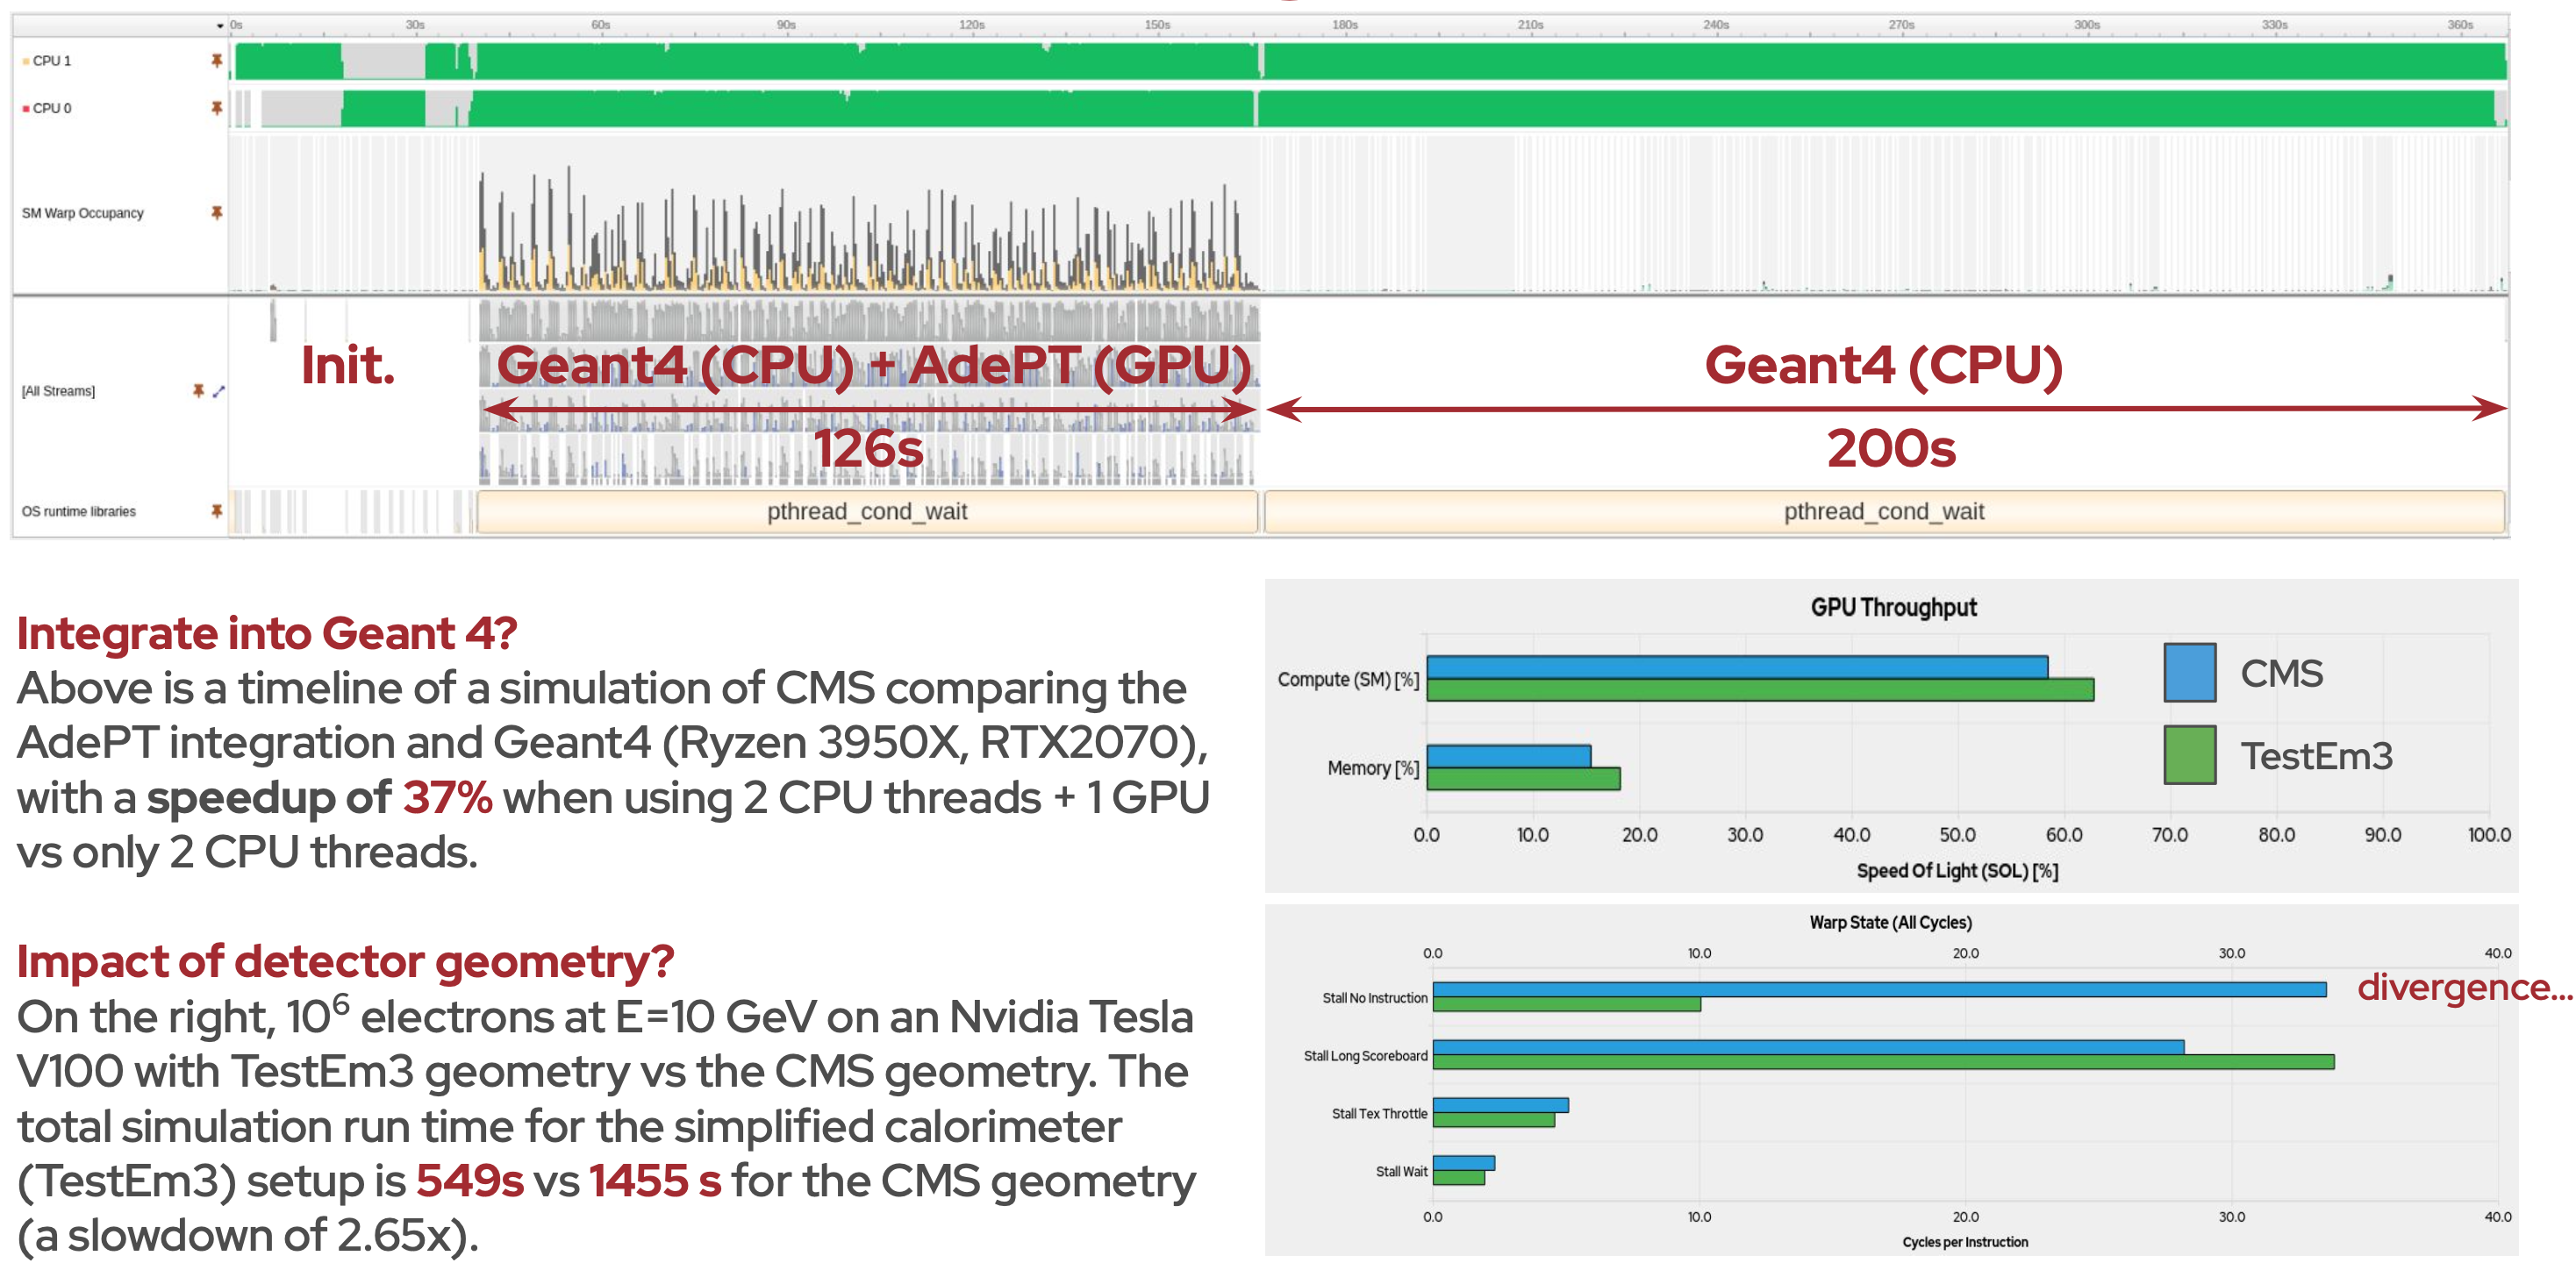 0s 30s 60s 90s 120s 150s 180s 210s 240s 270s 300s 330s 360s
CPU 1
CPU 0
SM Warp Occupancy
[All Streams]
Init.
Geant4 (CPU) + AdePT (GPU)
126s
Geant4 (CPU)
200s
OS runtime libraries
pthread_cond_wait
pthread_cond_wait
Integrate into Geant 4?
Above is a timeline of a simulation of CMS comparing the
AdePT integration and Geant4 (Ryzen 3950X, RTX2070),
with a speedup of 37% when using 2 CPU threads + 1 GPU
vs only 2 CPU threads.
Impact of detector geometry?
On the right, 10⁶ electrons at E=10 GeV on an Nvidia Tesla
V100 with TestEm3 geometry vs the CMS geometry. The
total simulation run time for the simplified calorimeter
(TestEm3) setup is 549s vs 1455 s for the CMS geometry
(a slowdown of 2.65x).
GPU Throughput
Compute (SM) [%]
Memory [%]
CMS
TestEm3
0.0 10.0 20.0 30.0 40.0 50.0 60.0 70.0 80.0 90.0 100.0
Speed Of Light (SOL) [%]
Warp State (All Cycles)
0.0 10.0 20.0 30.0 40.0
Stall No Instruction
divergence...
Stall Long Scoreboard
Stall Tex Throttle
Stall Wait
0.0 10.0 20.0 30.0 40.0
Cycles per Instruction